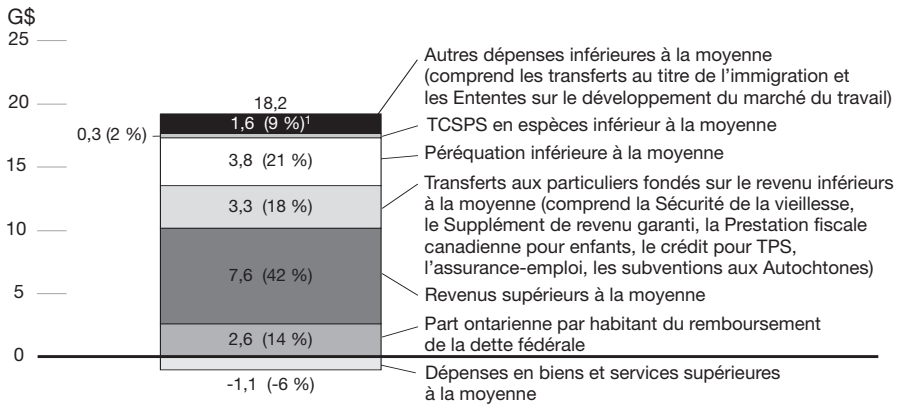 G$
25
20
15
10
5
0
18,2
1,6 (9 %)¹
0,3 (2 %)
3,8 (21 %)
3,3 (18 %)
7,6 (42 %)
2,6 (14 %)
-1,1 (-6 %)
Autres dépenses inférieures à la moyenne
(comprend les transferts au titre de l’immigration et
les Ententes sur le développement du marché du travail)
TCSPS en espèces inférieur à la moyenne
Péréquation inférieure à la moyenne
Transferts aux particuliers fondés sur le revenu inférieurs
à la moyenne (comprend la Sécurité de la vieillesse,
le Supplément de revenu garanti, la Prestation fiscale
canadienne pour enfants, le crédit pour TPS,
l’assurance-emploi, les subventions aux Autochtones)
Revenus supérieurs à la moyenne
Part ontarienne par habitant du remboursement
de la dette fédérale
Dépenses en biens et services supérieures
à la moyenne